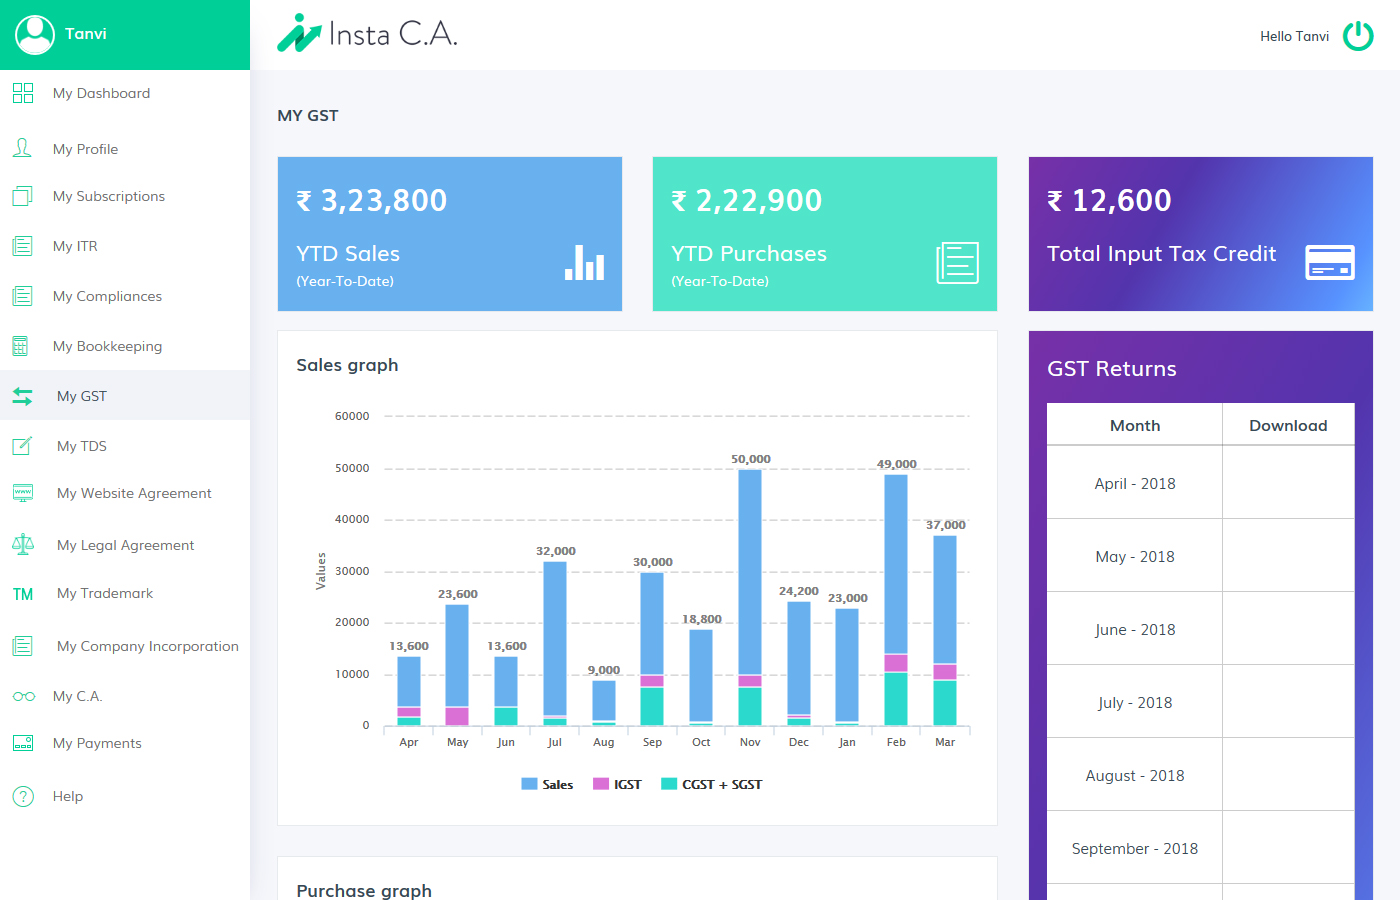 Tanvi
Insta C.A.
Hello Tanvi
My Dashboard
My Profile
My Subscriptions
My ITR
My Compliances
My Bookkeeping
My GST
My TDS
www
My Website Agreement
My Legal Agreement
TM
My Trademark
My Company Incorporation
My C.A.
My Payments
?
Help
MY GST
₹ 3,23,800
YTD Sales
(Year-To-Date)
₹ 2,22,900
YTD Purchases
(Year-To-Date)
₹ 12,600
Total Input Tax Credit
Sales graph
Values
60000
50000
40000
30000
20000
10000
0
13,600
23,600
13,600
32,000
9,000
30,000
18,800
50,000
24,200
23,000
49,000
37,000
Apr
May
Jun
Jul
Aug
Sep
Oct
Nov
Dec
Jan
Feb
Mar
Sales
IGST
CGST + SGST
Purchase graph
GST Returns
Month Download
April - 2018
May - 2018
June - 2018
July - 2018
August - 2018
September - 2018